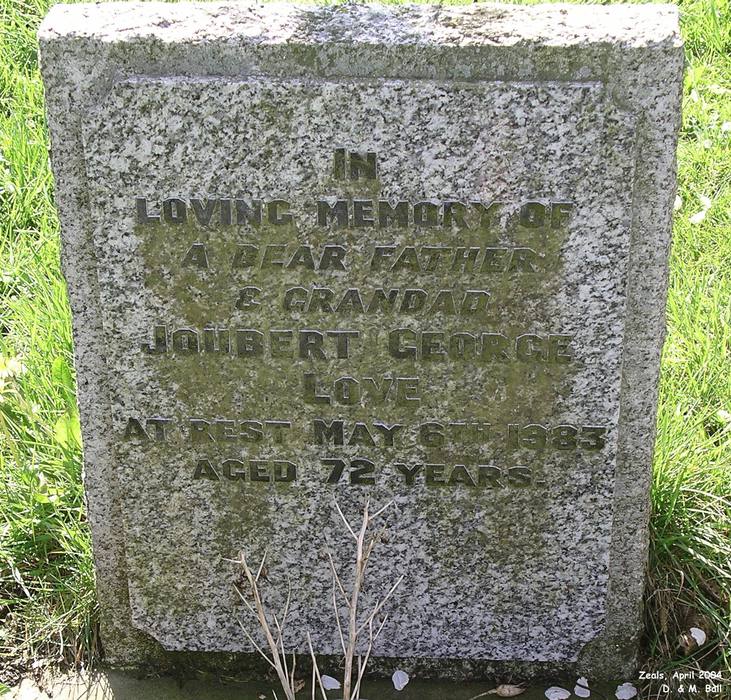 IN
LOVING MEMORY OF
A DEAR FATHER
& GRANDAD
JOUBERT GEORGE
LOVE
AT REST MAY 6TH 1983
AGED 72 YEARS.
Zeals, April 2004
D. & M. Ball